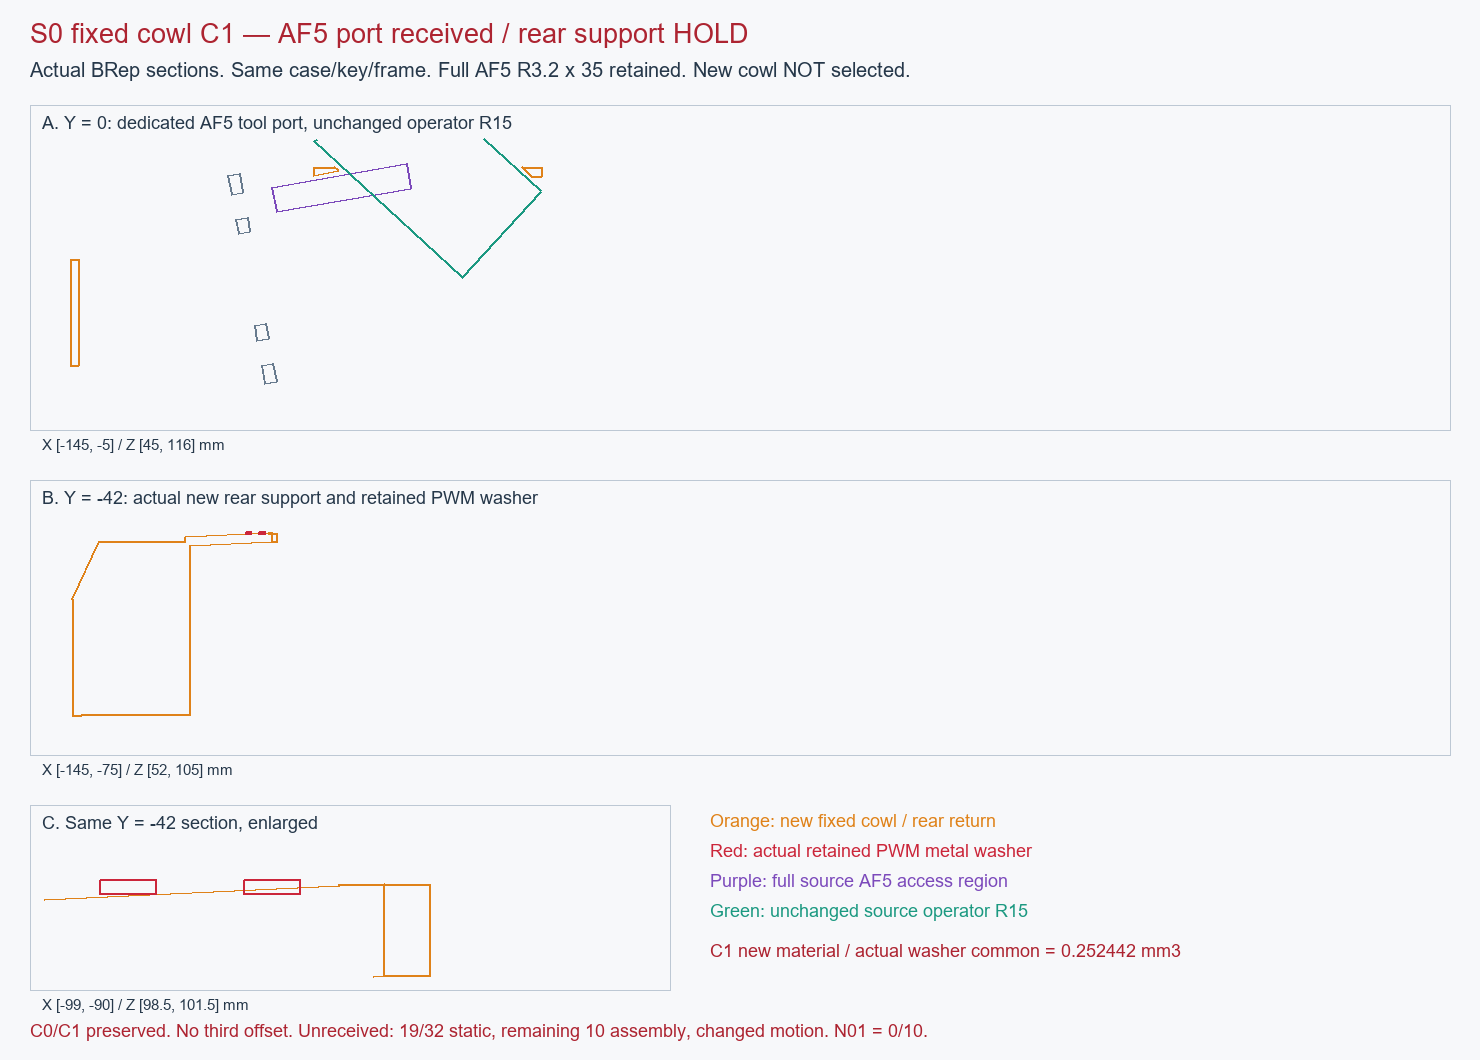 S0 fixed cowl C1 — AF5 port received / rear support HOLD
Actual BRep sections. Same case/key/frame. Full AF5 R3.2 x 35 retained. New cowl NOT selected.
A. Y = 0: dedicated AF5 tool port, unchanged operator R15
X [-145, -5] / Z [45, 116] mm
B. Y = -42: actual new rear support and retained PWM washer
X [-145, -75] / Z [52, 105] mm
C. Same Y = -42 section, enlarged
Orange: new fixed cowl / rear return
Red: actual retained PWM metal washer
Purple: full source AF5 access region
Green: unchanged source operator R15
C1 new material / actual washer common = 0.252442 mm3
X [-99, -90] / Z [98.5, 101.5] mm
C0/C1 preserved. No third offset. Unreceived: 19/32 static, remaining 10 assembly, changed motion. N01 = 0/10.